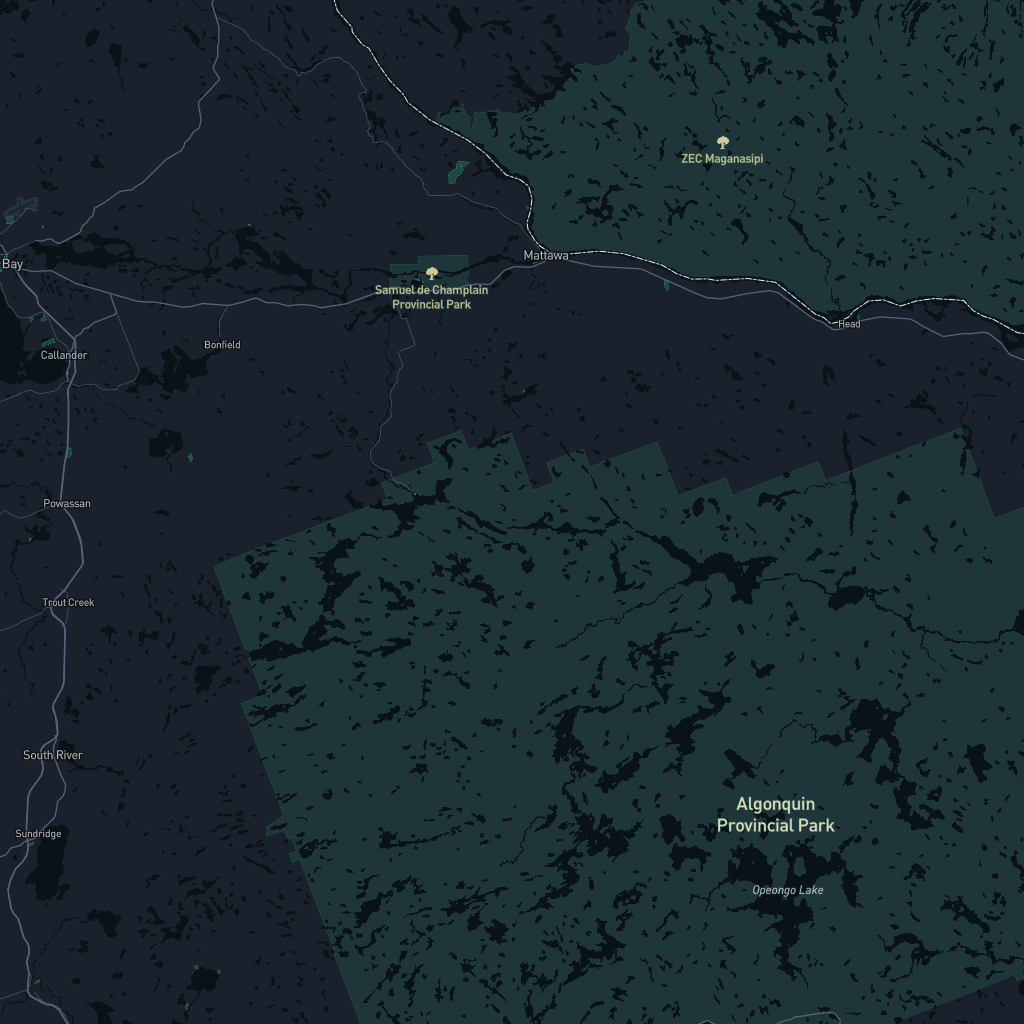 ZEC Maganasipi
Mattawa
Bay
Samuel de Champlain
Provincial Park
Head
Bonfield
Callander
Powassan
Trout Creek
South River
Algonquin
Provincial Park
Sundridge
Opeongo Lake